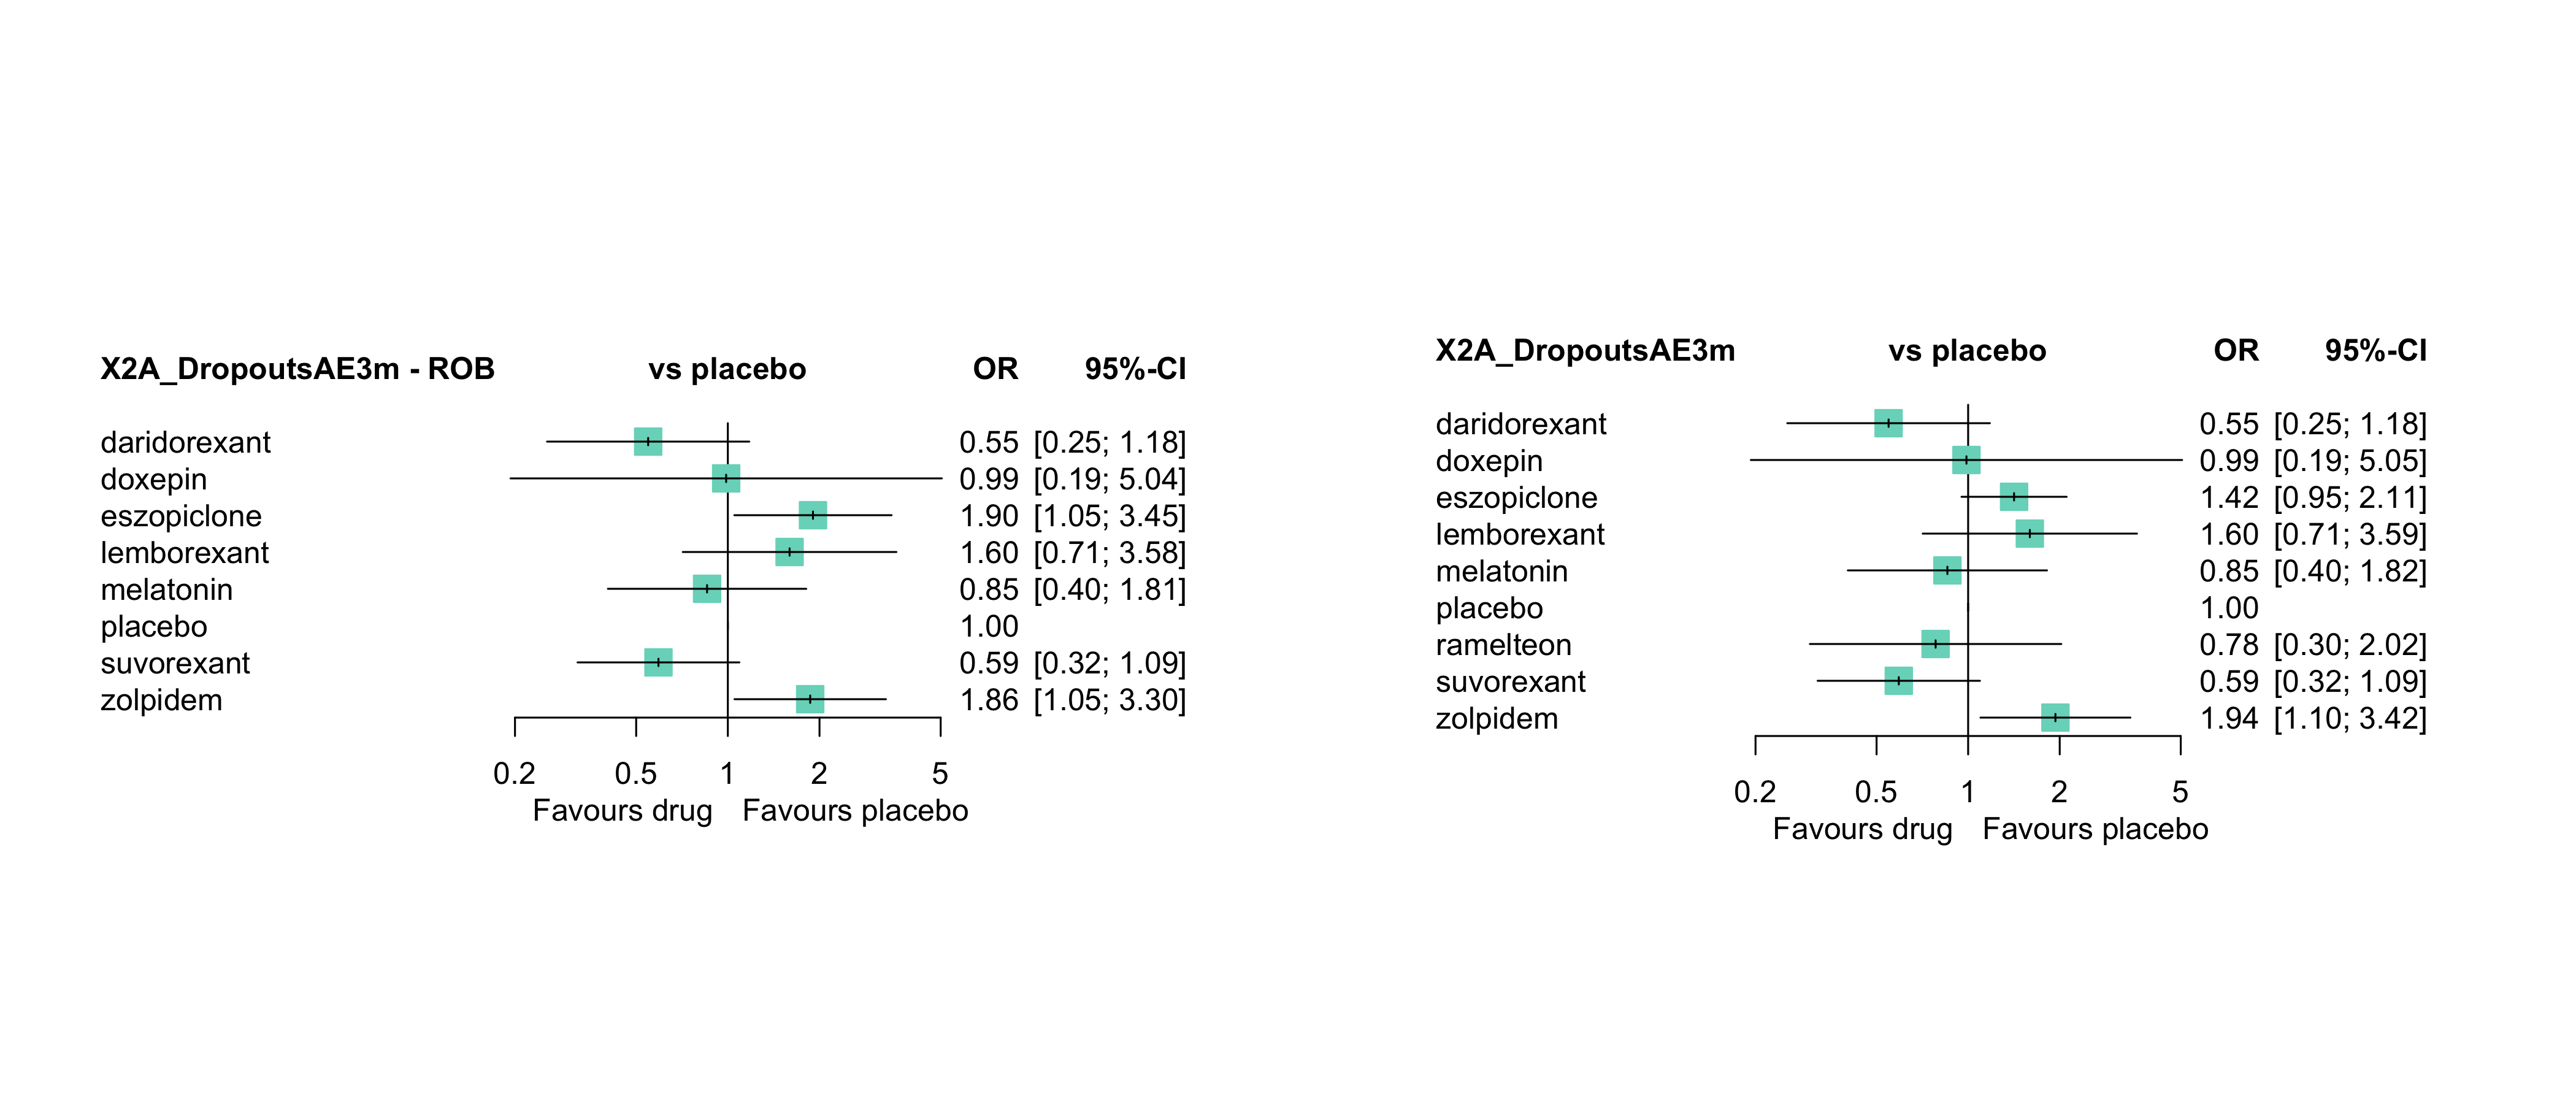 X2A_DropoutsAE3m - ROB vs placebo OR 95%-CI
daridorexant 0.55 [0.25; 1.18]
doxepin 0.99 [0.19; 5.04]
eszopiclone 1.90 [1.05; 3.45]
lemborexant 1.60 [0.71; 3.58]
melatonin 0.85 [0.40; 1.81]
placebo 1.00
suvorexant 0.59 [0.32; 1.09]
zolpidem 1.86 [1.05; 3.30]
0.2 0.5 1 2 5
Favours drug Favours placebo
X2A_DropoutsAE3m vs placebo OR 95%-CI
daridorexant 0.55 [0.25; 1.18]
doxepin 0.99 [0.19; 5.05]
eszopiclone 1.42 [0.95; 2.11]
lemborexant 1.60 [0.71; 3.59]
melatonin 0.85 [0.40; 1.82]
placebo 1.00
ramelteon 0.78 [0.30; 2.02]
suvorexant 0.59 [0.32; 1.09]
zolpidem 1.94 [1.10; 3.42]
0.2 0.5 1 2 5
Favours drug Favours placebo